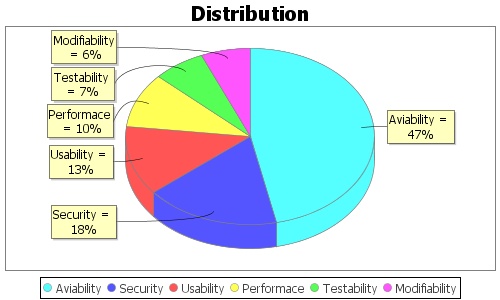 Distribution
Modifiability
= 6%
Testability
= 7%
Performace
= 10%
Usability =
13%
Security =
18%
Aviability =
47%
Aviability Security Usability Performace Testability Modifiability